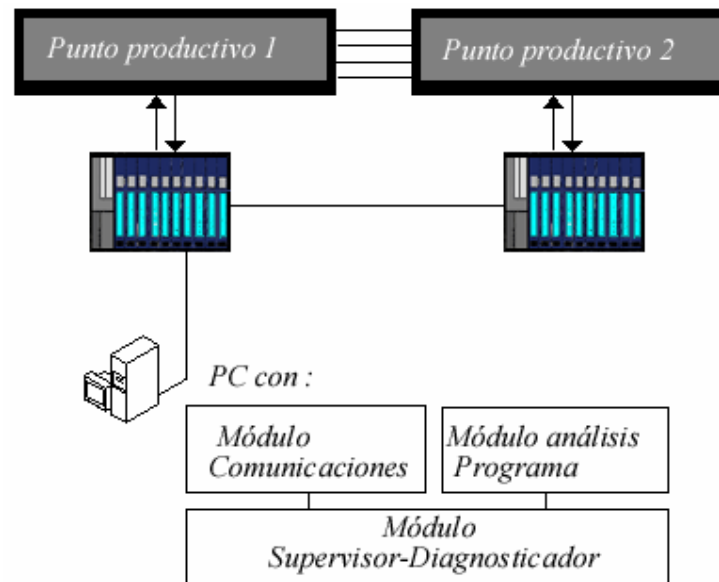 Punto productivo 1
Punto productivo 2
PC con :
Módulo
Comunicaciones
Módulo análisis
Programa
Módulo
Supervisor-Diagnosticador